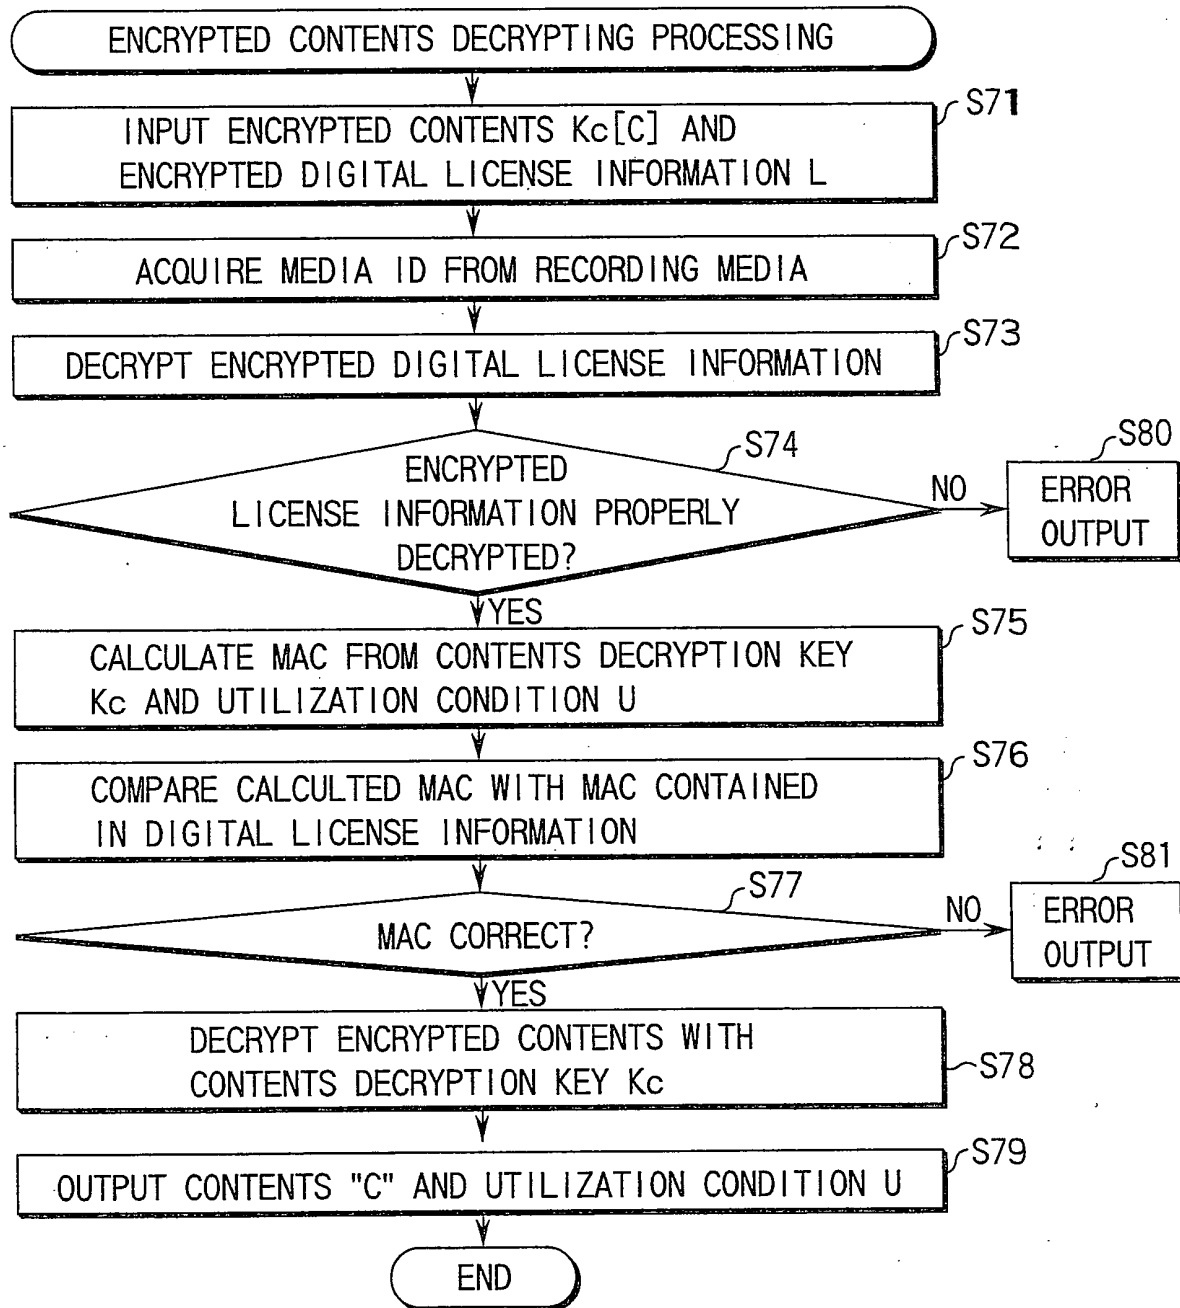 ENCRYPTED CONTENTS DECRYPTING PROCESSING
S71
INPUT ENCRYPTED CONTENTS Kc[C] AND
ENCRYPTED DIGITAL LICENSE INFORMATION L
S72
ACQUIRE MEDIA ID FROM RECORDING MEDIA
S73
DECRYPT ENCRYPTED DIGITAL LICENSE INFORMATION
S74
ENCRYPTED
LICENSE INFORMATION PROPERLY
DECRYPTED?
NO
S80
ERROR
OUTPUT
YES
S75
CALCULATE MAC FROM CONTENTS DECRYPTION KEY
Kc AND UTILIZATION CONDITION U
S76
COMPARE CALCULTED MAC WITH MAC CONTAINED
IN DIGITAL LICENSE INFORMATION
S77
MAC CORRECT?
NO
S81
ERROR
OUTPUT
YES
DECRYPT ENCRYPTED CONTENTS WITH
CONTENTS DECRYPTION KEY Kc
S78
S79
OUTPUT CONTENTS "C" AND UTILIZATION CONDITION U
END